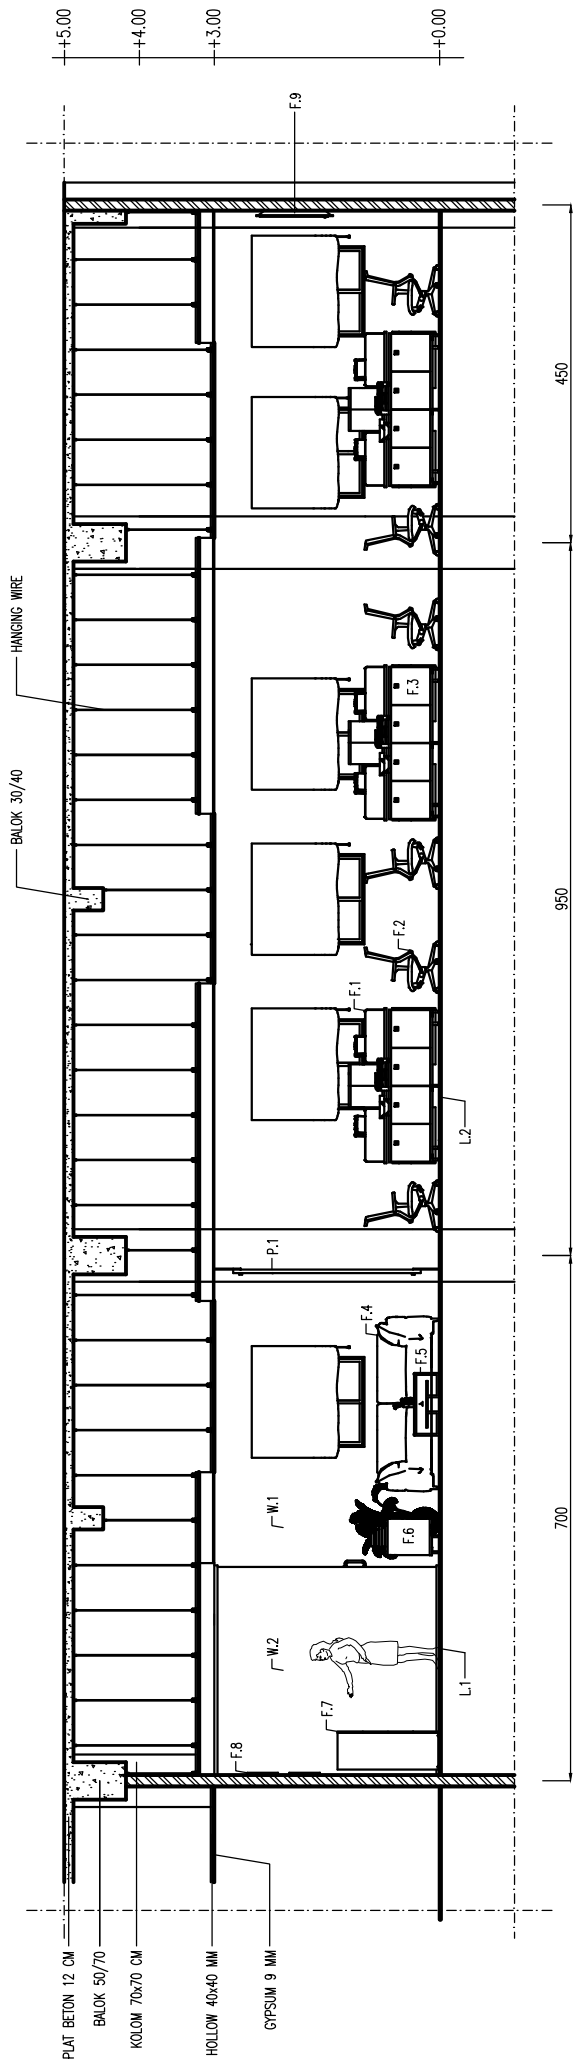 +5.00
+4.00
+3.00
+0.00
F.9
HANGING WIRE
BALOK 30/40
F.3
F.2
F.1
L.2
P.1
F.4
F.5
W.1
F.6
W.2
F.7
F.8
L.1
450
950
700
PLAT BETON 12 CM
BALOK 50/70
KOLOM 70x70 CM
HOLLOW 40x40 MM
GYPSUM 9 MM